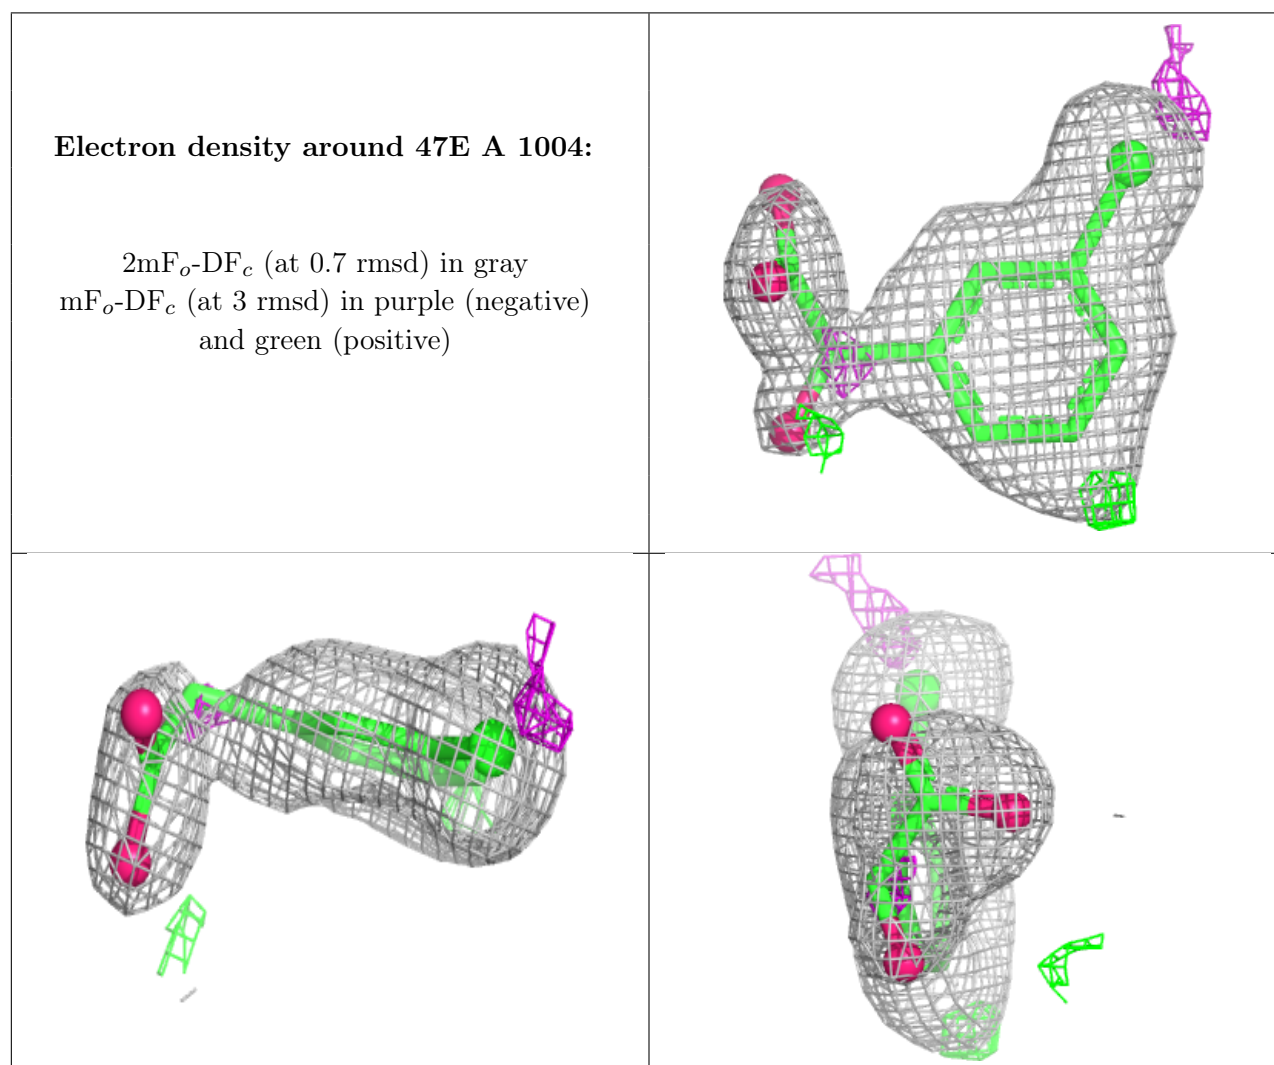 Electron density around 47E A 1004:
2mFo-DFc (at 0.7 rmsd) in gray
mFo-DFc (at 3 rmsd) in purple (negative)
and green (positive)